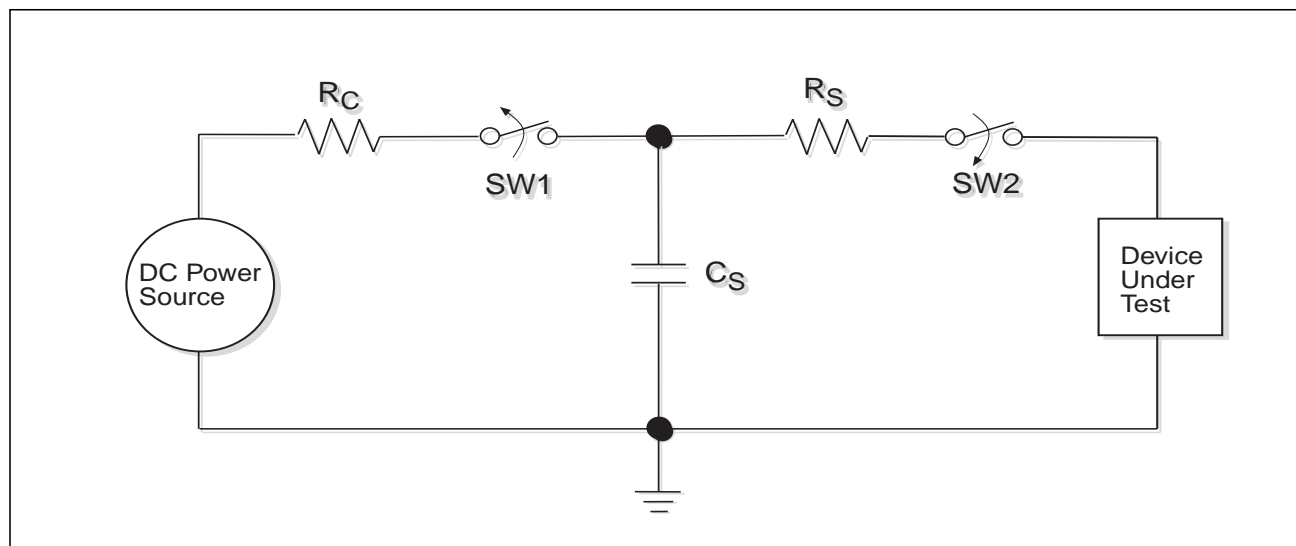 RC
RS
SW1
SW2
DC Power
Source
CS
Device
Under
Test